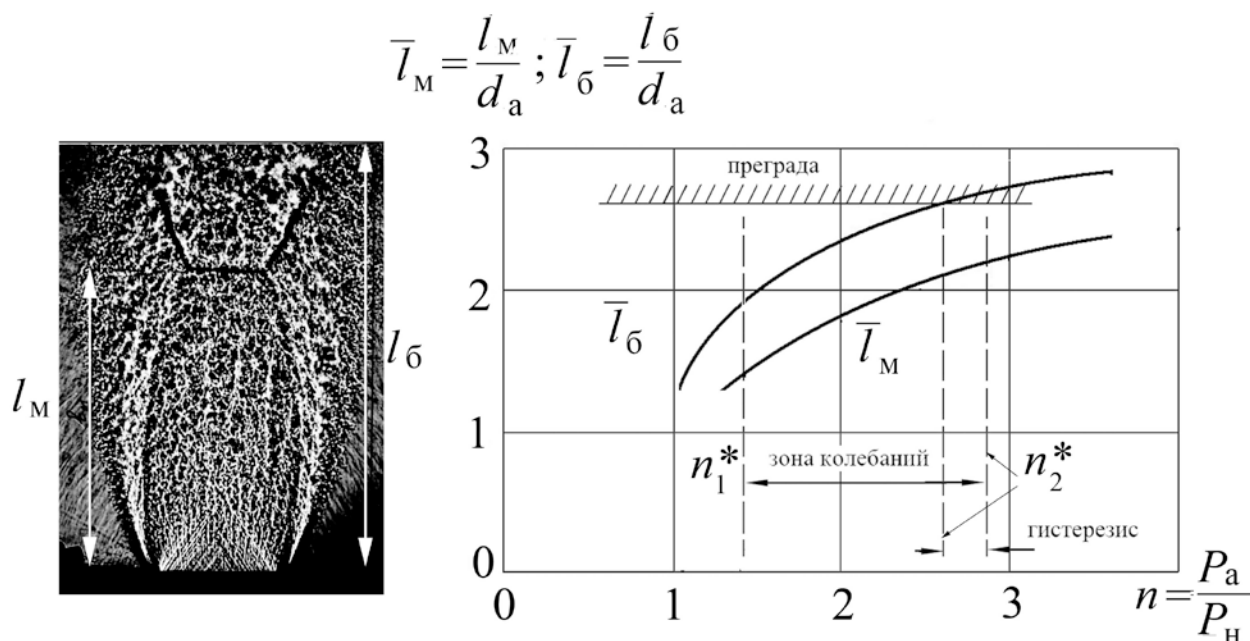 l̅м = lм/dа ; l̅б = lб/dа
lм
lб
3
2
1
0
преграда
l̅б
l̅м
n₁*
зона колебаний
n₂*
гистерезис
0
1
2
3
n = Pа/Pн